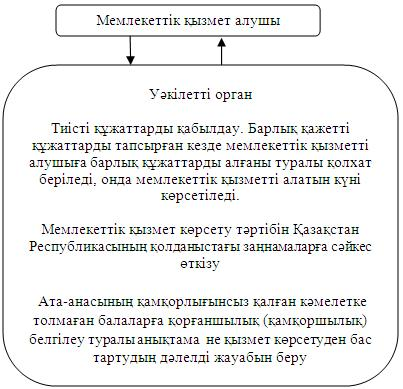 Мемлекеттік қызмет алушы
Уәкілетті орган
Тиісті құжаттарды қабылдау. Барлық қажетті
құжаттарды тапсырған кезде мемлекеттік қызметті
алушыға барлық құжаттарды алғаны туралы қолхат
беріледі, онда мемлекеттік қызметті алатын күні
көрсетіледі.
Мемлекеттік қызмет көрсету тәртібін Қазақстан
Республикасының қолданыстағы заңнамаларға сәйкес
өткізу
Ата-анасының қамқорлығынсыз қалған кәмелетке
толмаған балаларға қорғаншылық (қамқоршылық)
белгілеу туралы анықтама не қызмет көрсетуден бас
тартудың дәлелді жауабын беру